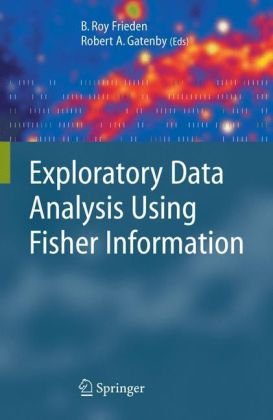 B. Roy Frieden
Robert A. Gatenby (Eds)
Exploratory Data
Analysis Using
Fisher Information
Springer